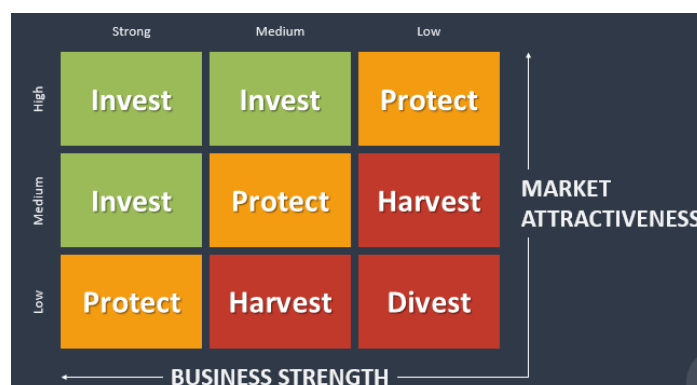 Strong Medium Low
High Invest Invest Protect
Medium Invest Protect Harvest
Low Protect Harvest Divest
MARKET
ATTRACTIVENESS
BUSINESS STRENGTH